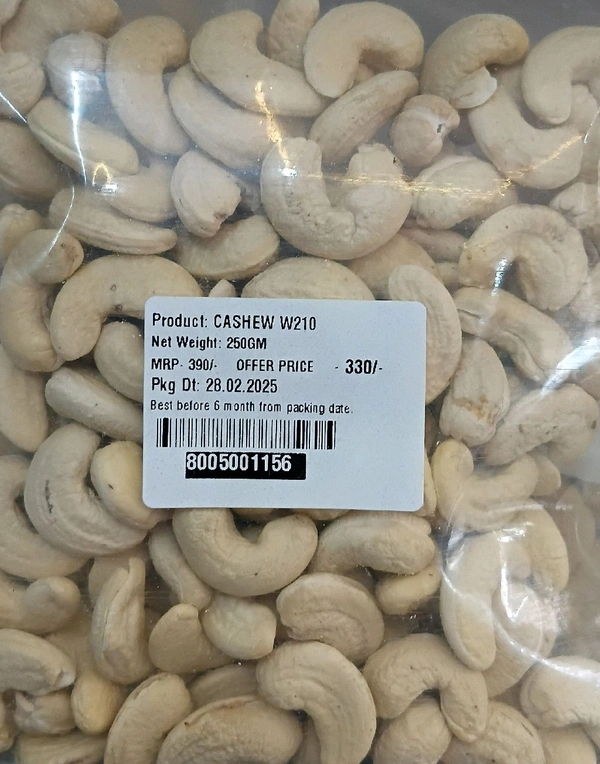 Product: CASHEW W210
Net Weight: 250GM
MRP- 390/- OFFER PRICE - 330/-
Pkg Dt: 28.02.2025
Best before 6 month from packing date.
8005001156